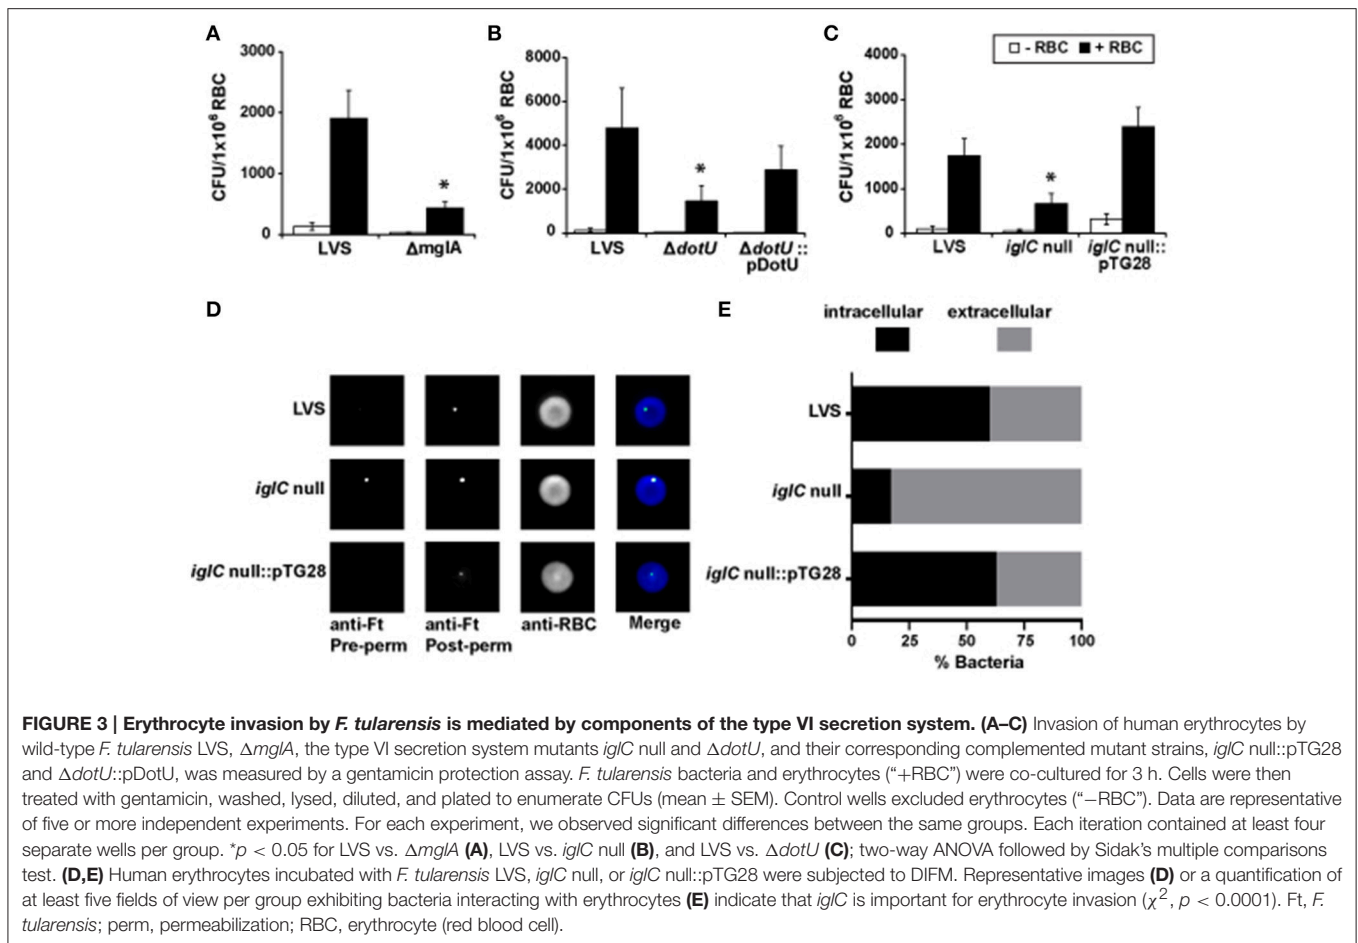 A
B
C
- RBC + RBC
3000
2000
1000
0
CFU/1x10⁶ RBC
*
LVS ΔmglA
8000
6000
4000
2000
0
CFU/1x10⁶ RBC
*
LVS ΔdotU ΔdotU ::
pDotU
4000
3000
2000
1000
0
CFU/1x10⁶ RBC
*
LVS iglC null iglC null::
pTG28
D
LVS
iglC null
iglC null::pTG28
anti-Ft anti-Ft anti-RBC Merge
Pre-perm Post-perm
E
intracellular extracellular
LVS
iglC null
iglC null::pTG28
0 25 50 75 100
% Bacteria
FIGURE 3 | Erythrocyte invasion by F. tularensis is mediated by components of the type VI secretion system. (A–C) Invasion of human erythrocytes by
wild-type F. tularensis LVS, ΔmglA, the type VI secretion system mutants iglC null and ΔdotU, and their corresponding complemented mutant strains, iglC null::pTG28
and ΔdotU::pDotU, was measured by a gentamicin protection assay. F. tularensis bacteria and erythrocytes (“+RBC”) were co-cultured for 3 h. Cells were then
treated with gentamicin, washed, lysed, diluted, and plated to enumerate CFUs (mean ± SEM). Control wells excluded erythrocytes (“−RBC”). Data are representative
of five or more independent experiments. For each experiment, we observed significant differences between the same groups. Each iteration contained at least four
separate wells per group. *p < 0.05 for LVS vs. ΔmglA (A), LVS vs. iglC null (B), and LVS vs. ΔdotU (C); two-way ANOVA followed by Sidak’s multiple comparisons
test. (D,E) Human erythrocytes incubated with F. tularensis LVS, iglC null, or iglC null::pTG28 were subjected to DIFM. Representative images (D) or a quantification of
at least five fields of view per group exhibiting bacteria interacting with erythrocytes (E) indicate that iglC is important for erythrocyte invasion (χ², p < 0.0001). Ft, F.
tularensis; perm, permeabilization; RBC, erythrocyte (red blood cell).